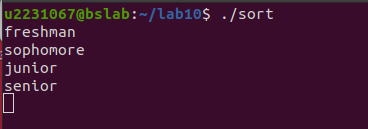 u2231067@bslab:~/lab10$ ./sort
freshman
sophomore
junior
senior